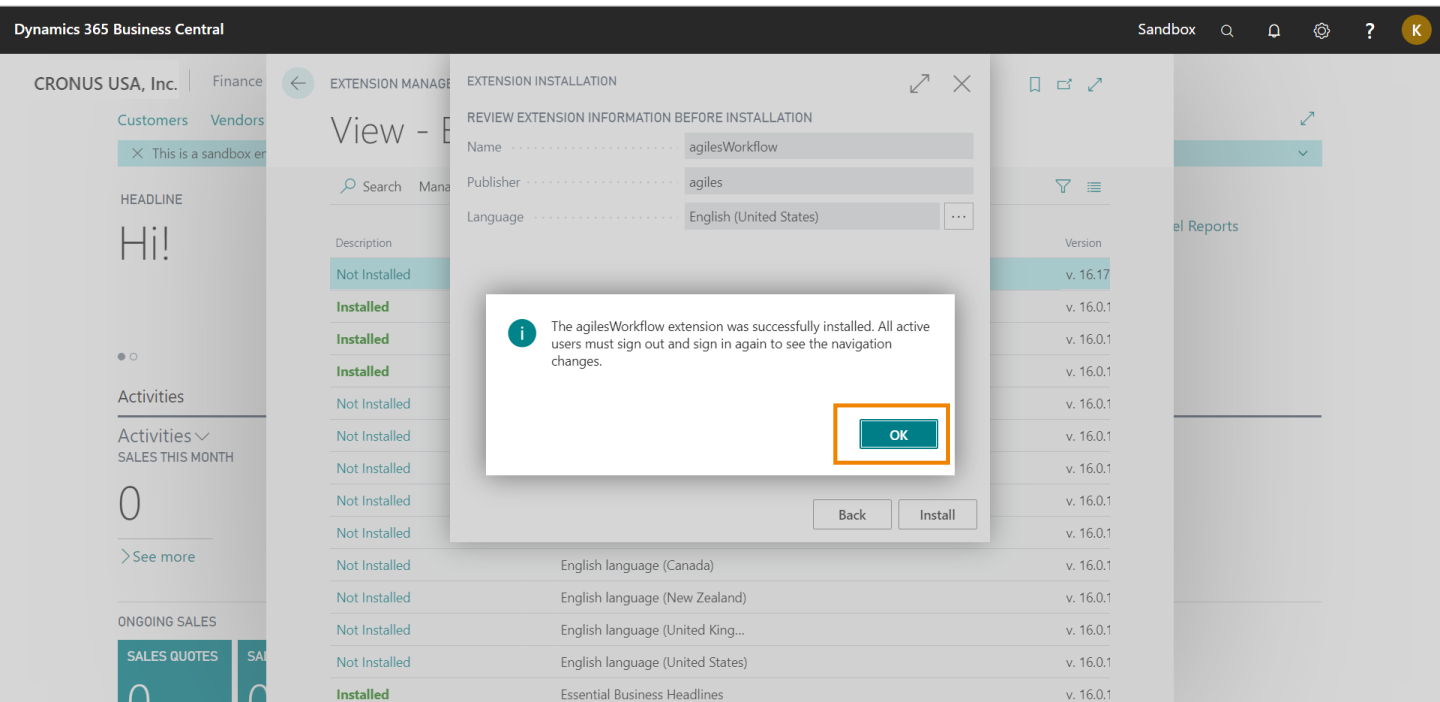 Dynamics 365 Business Central
Sandbox
?
K
CRONUS USA, Inc.
Finance
Customers Vendors
This is a sandbox en
HEADLINE
Hi!
Activities
Activities
SALES THIS MONTH
0
See more
ONGOING SALES
SALES QUOTES
0
SAL
0
EXTENSION MANAGE
View - E
Search Mana
Description
Version
Not Installed
v. 16.17
Installed
v. 16.0.1
Installed
v. 16.0.1
Installed
v. 16.0.1
Not Installed
v. 16.0.1
Not Installed
v. 16.0.1
Not Installed
v. 16.0.1
Not Installed
v. 16.0.1
Not Installed
v. 16.0.1
Not Installed English language (Canada) v. 16.0.1
Not Installed English language (New Zealand) v. 16.0.1
Not Installed English language (United King... v. 16.0.1
Not Installed English language (United States) v. 16.0.1
Installed Essential Business Headlines v. 16.0.1
EXTENSION INSTALLATION
REVIEW EXTENSION INFORMATION BEFORE INSTALLATION
Name agilesWorkflow
Publisher agiles
Language English (United States) ...
i
The agilesWorkflow extension was successfully installed. All active
users must sign out and sign in again to see the navigation
changes.
OK
Back Install
el Reports